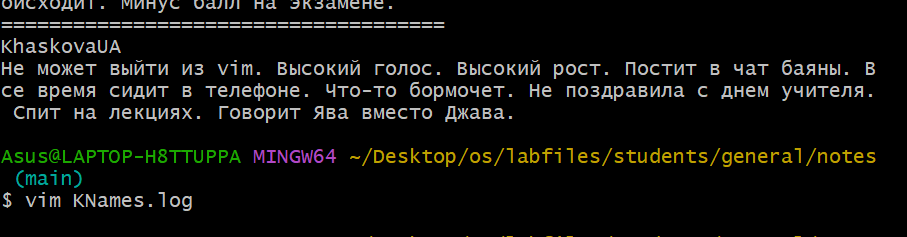 оисходит. Минус балл на экзамене.
=====================================
KhaskovaUA
Не может выйти из vim. Высокий голос. Высокий рост. Постит в чат баяны. В
се время сидит в телефоне. Что-то бормочет. Не поздравила с днем учителя.
 Спит на лекциях. Говорит Ява вместо Джава.
Asus@LAPTOP-H8TTUPPA MINGW64 ~/Desktop/os/labfiles/students/general/notes
 (main)
$ vim KNames.log